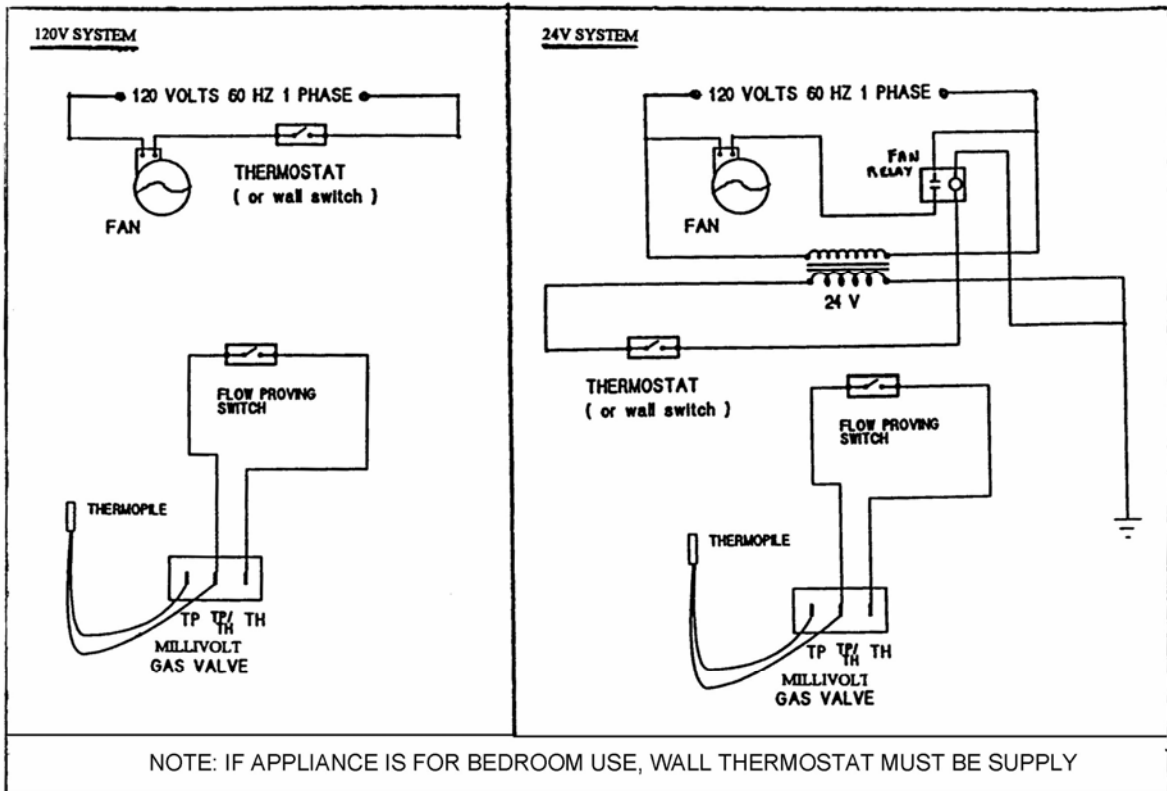 120V SYSTEM
120 VOLTS 60 HZ 1 PHASE
THERMOSTAT
( or wall switch )
FAN
FLOW PROVING
SWITCH
THERMOPILE
TP TP/ TH
TH
MILLIVOLT
GAS VALVE
24V SYSTEM
120 VOLTS 60 HZ 1 PHASE
FAN
RELAY
FAN
24 V
THERMOSTAT
( or wall switch )
FLOW PROVING
SWITCH
THERMOPILE
TP TP/ TH
TH
MILLIVOLT
GAS VALVE
NOTE: IF APPLIANCE IS FOR BEDROOM USE, WALL THERMOSTAT MUST BE SUPPLY